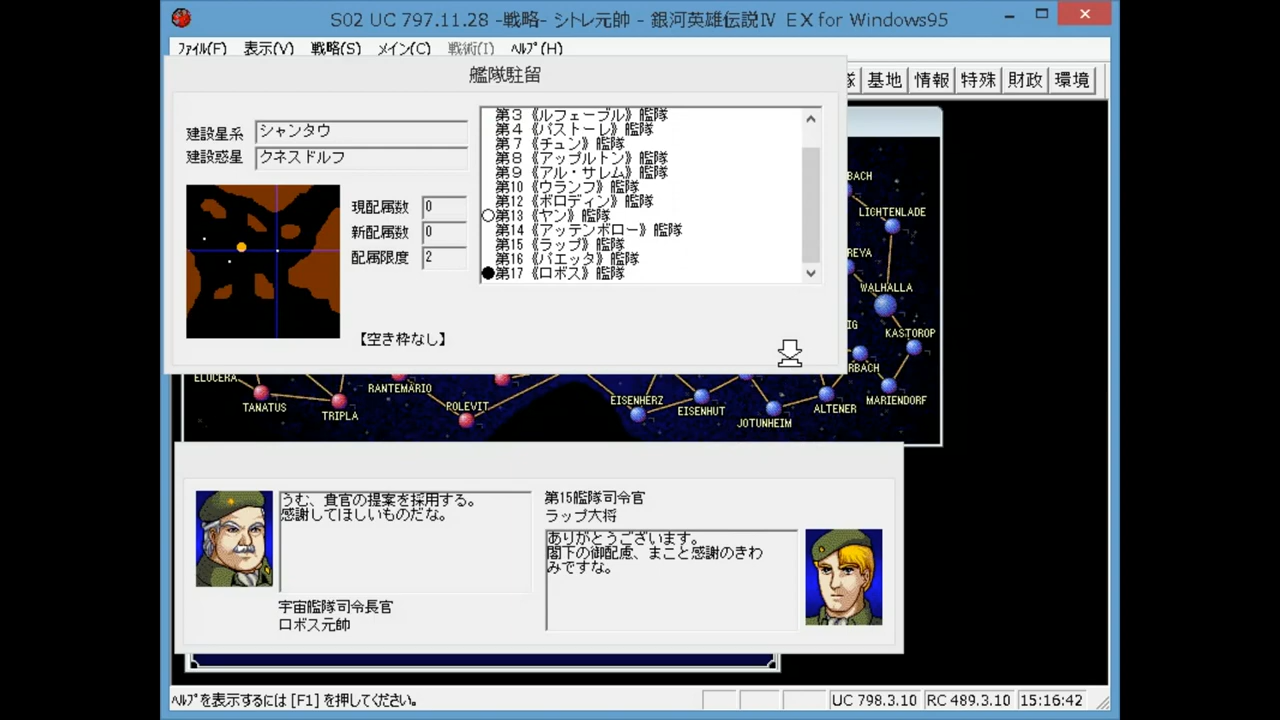 S02 UC 797.11.28 -戦略- シトレ元帥 - 銀河英雄伝説Ⅳ EX for Windows95
ﾌｧｲﾙ(F) 表示(V) 戦略(S) メイン(C) 戦術(I) ﾍﾙﾌﾟ(H)
基地 情報 特殊 財政 環境
艦隊駐留
建設星系 シャンタウ
建設惑星 クネスドルフ
現配属数 0
新配属数 0
配属限度 2
【空き枠なし】
第３《ルフェーブル》艦隊
第４《パストーレ》艦隊
第７《チュン》艦隊
第８《アップルトン》艦隊
第９《アル・サレム》艦隊
第10《ウランフ》艦隊
第12《ボロディン》艦隊
○第13《ヤン》艦隊
第14《アッテンボロー》艦隊
第15《ラップ》艦隊
第16《パエッタ》艦隊
●第17《ロボス》艦隊
BACH
LICHTENLADE
REYA
WALHALLA
IG
KASTOROP
RBACH
MARIENDORF
ELUCERA
TANATUS
TRIPLA
RANTEMARIO
ROLEVIT
EISENHERZ
EISENHUT
JOTUNHEIM
ALTENER
うむ、貪官の提案を採用する。
感謝してほしいものだな。
宇宙艦隊司令長官
ロボス元帥
第15艦隊司令官
ラップ大将
ありがとうございます。
閣下の御配慮、まこと感謝のきわ
みですな。
ﾍﾙﾌﾟを表示するには [F1] を押してください。
UC 798.3.10 RC 489.3.10 15:16:42